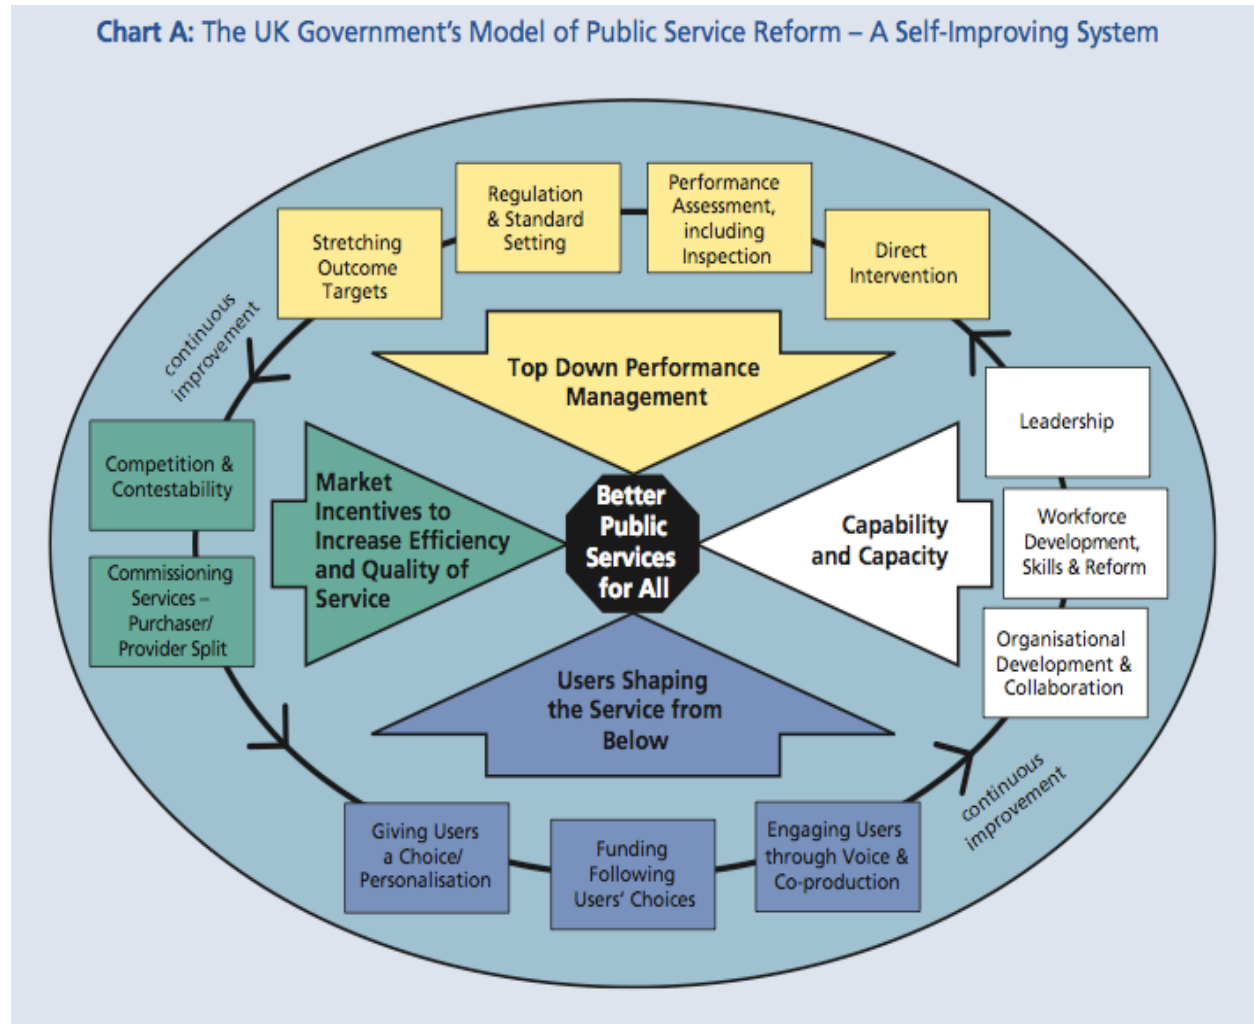 Chart A: The UK Government's Model of Public Service Reform – A Self-Improving System
Regulation
& Standard
Setting
Performance
Assessment,
including
Inspection
Stretching
Outcome
Targets
Direct
Intervention
continuous
improvement
Top Down Performance
Management
Leadership
Competition &
Contestability
Market
Incentives to
Increase Efficiency
and Quality of
Service
Better
Public
Services
for All
Capability
and Capacity
Workforce
Development,
Skills & Reform
Commissioning
Services –
Purchaser/
Provider Split
Organisational
Development &
Collaboration
Users Shaping
the Service from
Below
continuous
improvement
Giving Users
a Choice/
Personalisation
Funding
Following
Users' Choices
Engaging Users
through Voice &
Co-production